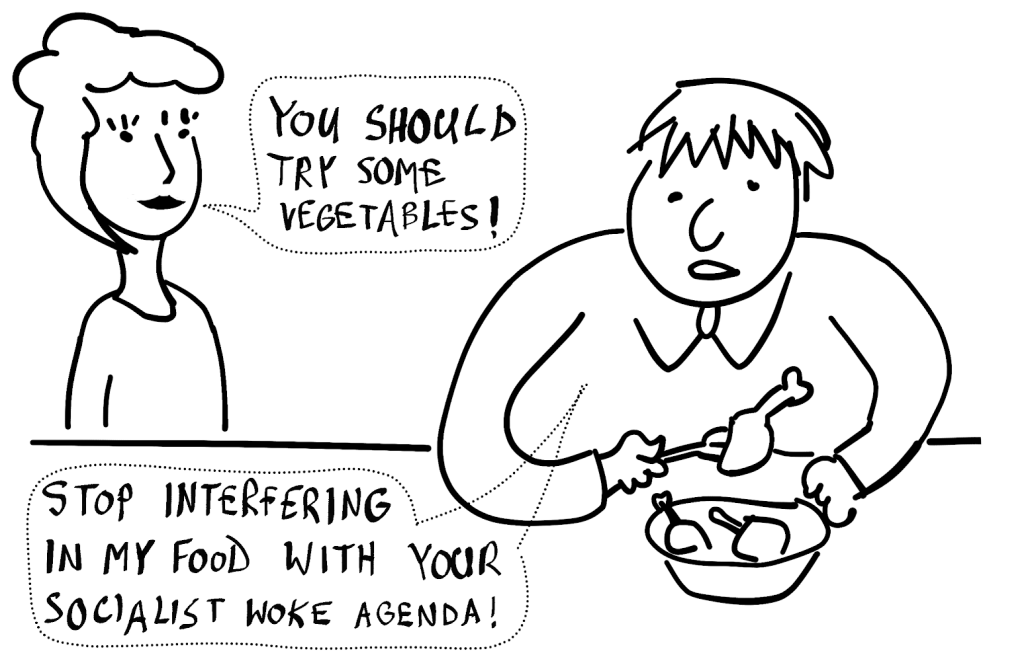 YOU SHOULD
TRY SOME
VEGETABLES!
STOP INTERFERING
IN MY FOOD WITH YOUR
SOCIALIST WOKE AGENDA!